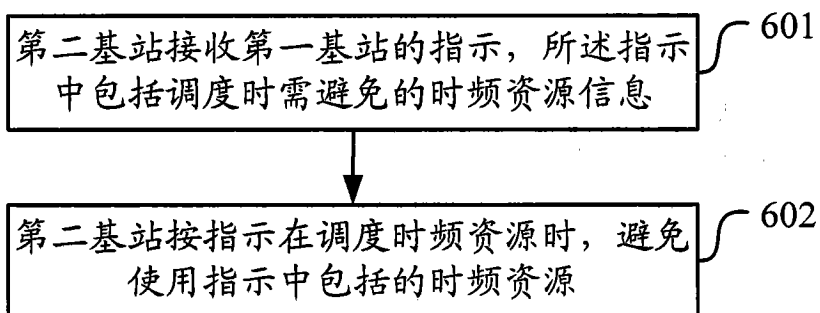 第二基站接收第一基站的指示，所述指示
中包括调度时需避免的时频资源信息
601
第二基站按指示在调度时频资源时，避免
使用指示中包括的时频资源
602